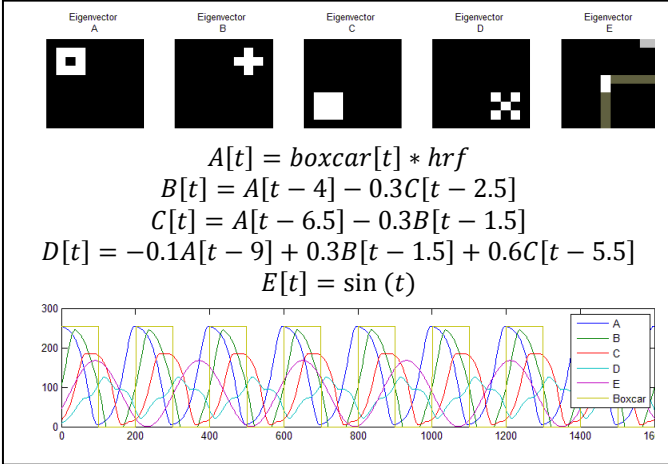 Eigenvector Eigenvector Eigenvector Eigenvector Eigenvector
A B C D E
A[t] = boxcar[t] ∗ hrf
B[t] = A[t − 4] − 0.3C[t − 2.5]
C[t] = A[t − 6.5] − 0.3B[t − 1.5]
D[t] = −0.1A[t − 9] + 0.3B[t − 1.5] + 0.6C[t − 5.5]
E[t] = sin (t)
300
200
100
0
A
B
C
D
E
Boxcar
0 200 400 600 800 1000 1200 1400